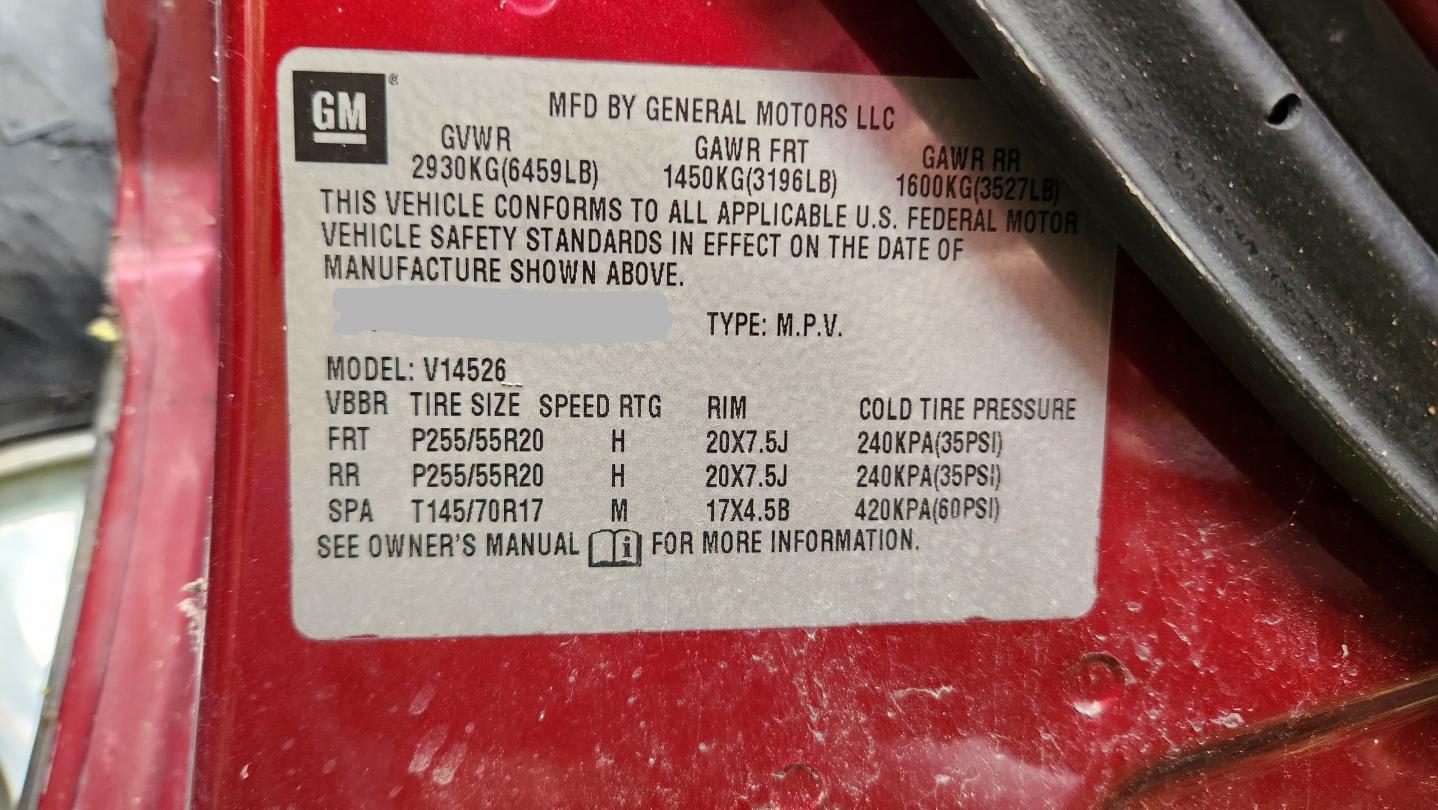 GM ®
MFD BY GENERAL MOTORS LLC
GVWR GAWR FRT GAWR RR
2930KG(6459LB) 1450KG(3196LB) 1600KG(3527LB)
THIS VEHICLE CONFORMS TO ALL APPLICABLE U.S. FEDERAL MOTOR
VEHICLE SAFETY STANDARDS IN EFFECT ON THE DATE OF
MANUFACTURE SHOWN ABOVE.
TYPE: M.P.V.
MODEL: V14526
VBBR TIRE SIZE SPEED RTG RIM COLD TIRE PRESSURE
FRT P255/55R20 H 20X7.5J 240KPA(35PSI)
RR P255/55R20 H 20X7.5J 240KPA(35PSI)
SPA T145/70R17 M 17X4.5B 420KPA(60PSI)
SEE OWNER'S MANUAL i FOR MORE INFORMATION.